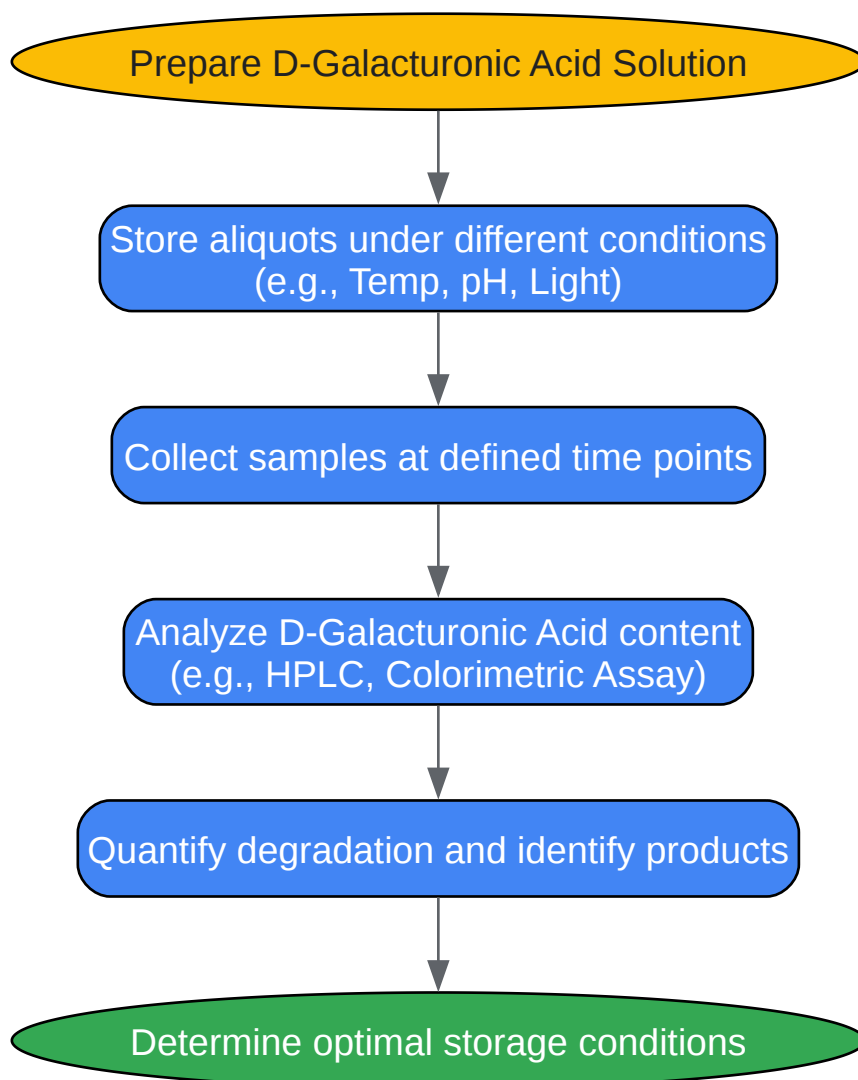 Prepare D-Galacturonic Acid Solution
Store aliquots under different conditions
(e.g., Temp, pH, Light)
Collect samples at defined time points
Analyze D-Galacturonic Acid content
(e.g., HPLC, Colorimetric Assay)
Quantify degradation and identify products
Determine optimal storage conditions